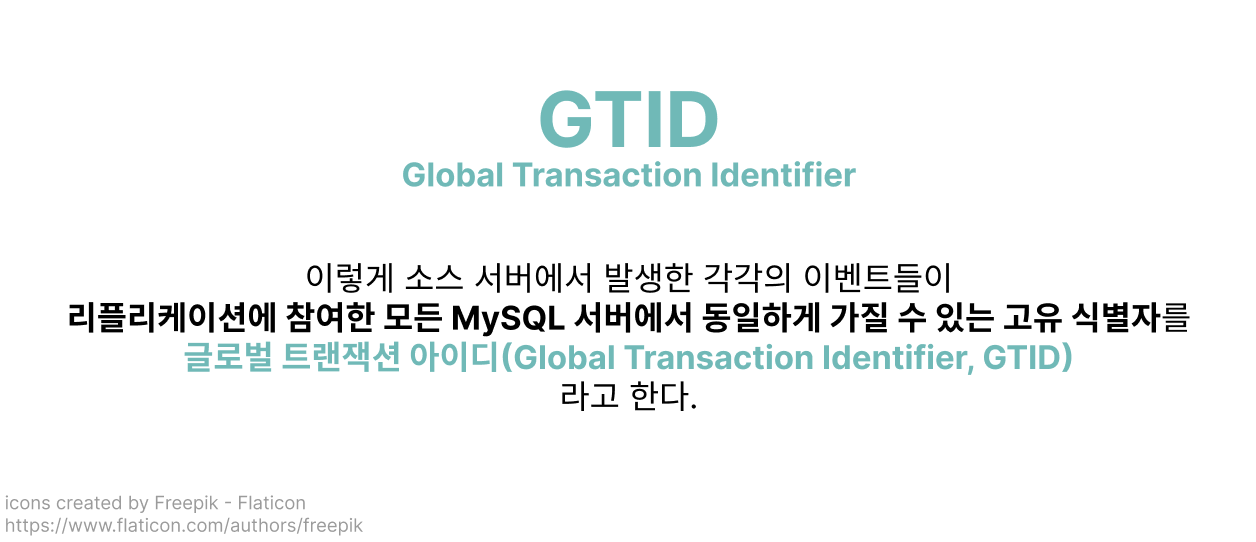 GTID
Global Transaction Identifier
이렇게 소스 서버에서 발생한 각각의 이벤트들이
리플리케이션에 참여한 모든 MySQL 서버에서 동일하게 가질 수 있는 고유 식별자를
글로벌 트랜잭션 아이디(Global Transaction Identifier, GTID)
라고 한다.
icons created by Freepik - Flaticon
https://www.flaticon.com/authors/freepik